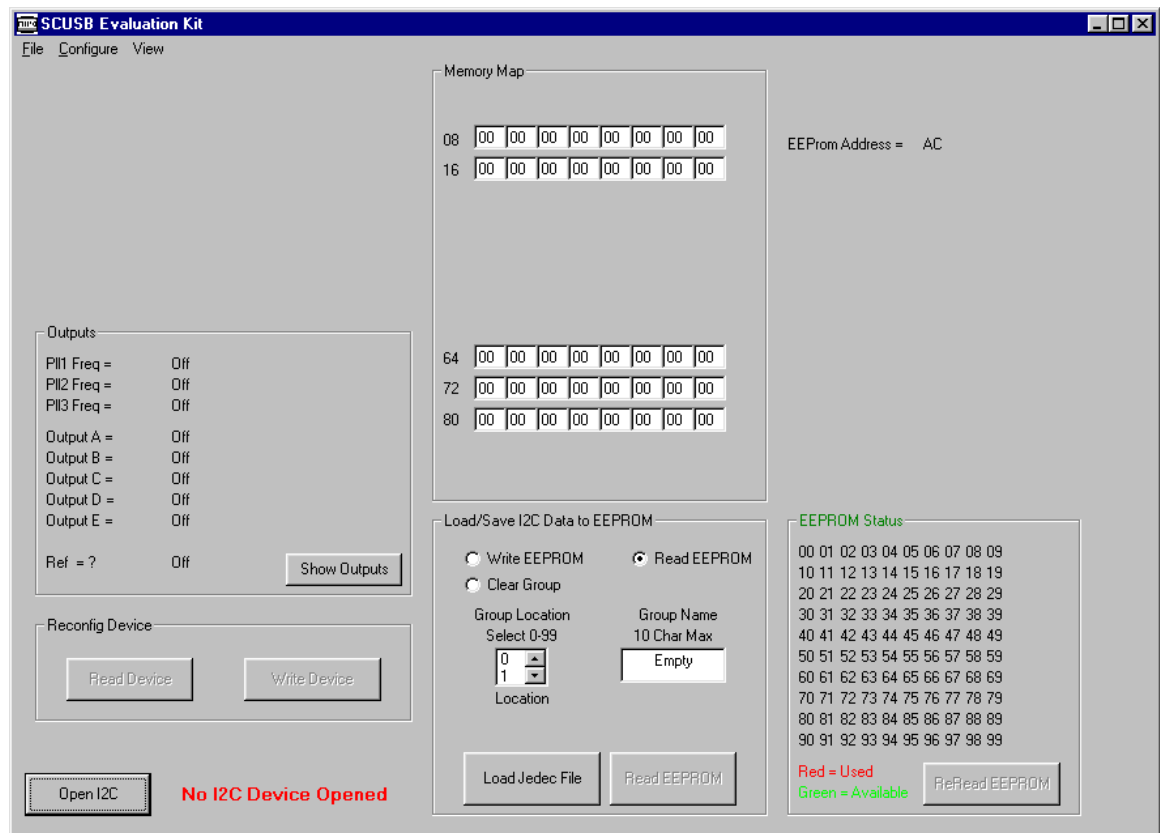 SCUSB Evaluation Kit
File Configure View
Memory Map
08 00 00 00 00 00 00 00 00
16 00 00 00 00 00 00 00 00
64 00 00 00 00 00 00 00 00
72 00 00 00 00 00 00 00 00
80 00 00 00 00 00 00 00 00
EEProm Address = AC
Outputs
Pll1 Freq = Off
Pll2 Freq = Off
Pll3 Freq = Off
Output A = Off
Output B = Off
Output C = Off
Output D = Off
Output E = Off
Ref = ? Off
Show Outputs
Reconfig Device
Read Device Write Device
Open I2C
No I2C Device Opened
Load/Save I2C Data to EEPROM
Write EEPROM Read EEPROM
Clear Group
Group Location
Select 0-99
0
1
Location
Group Name
10 Char Max
Empty
Load Jedec File Read EEPROM
EEPROM Status
00 01 02 03 04 05 06 07 08 09
10 11 12 13 14 15 16 17 18 19
20 21 22 23 24 25 26 27 28 29
30 31 32 33 34 35 36 37 38 39
40 41 42 43 44 45 46 47 48 49
50 51 52 53 54 55 56 57 58 59
60 61 62 63 64 65 66 67 68 69
70 71 72 73 74 75 76 77 78 79
80 81 82 83 84 85 86 87 88 89
90 91 92 93 94 95 96 97 98 99
Red = Used
Green = Available
ReRead EEPROM